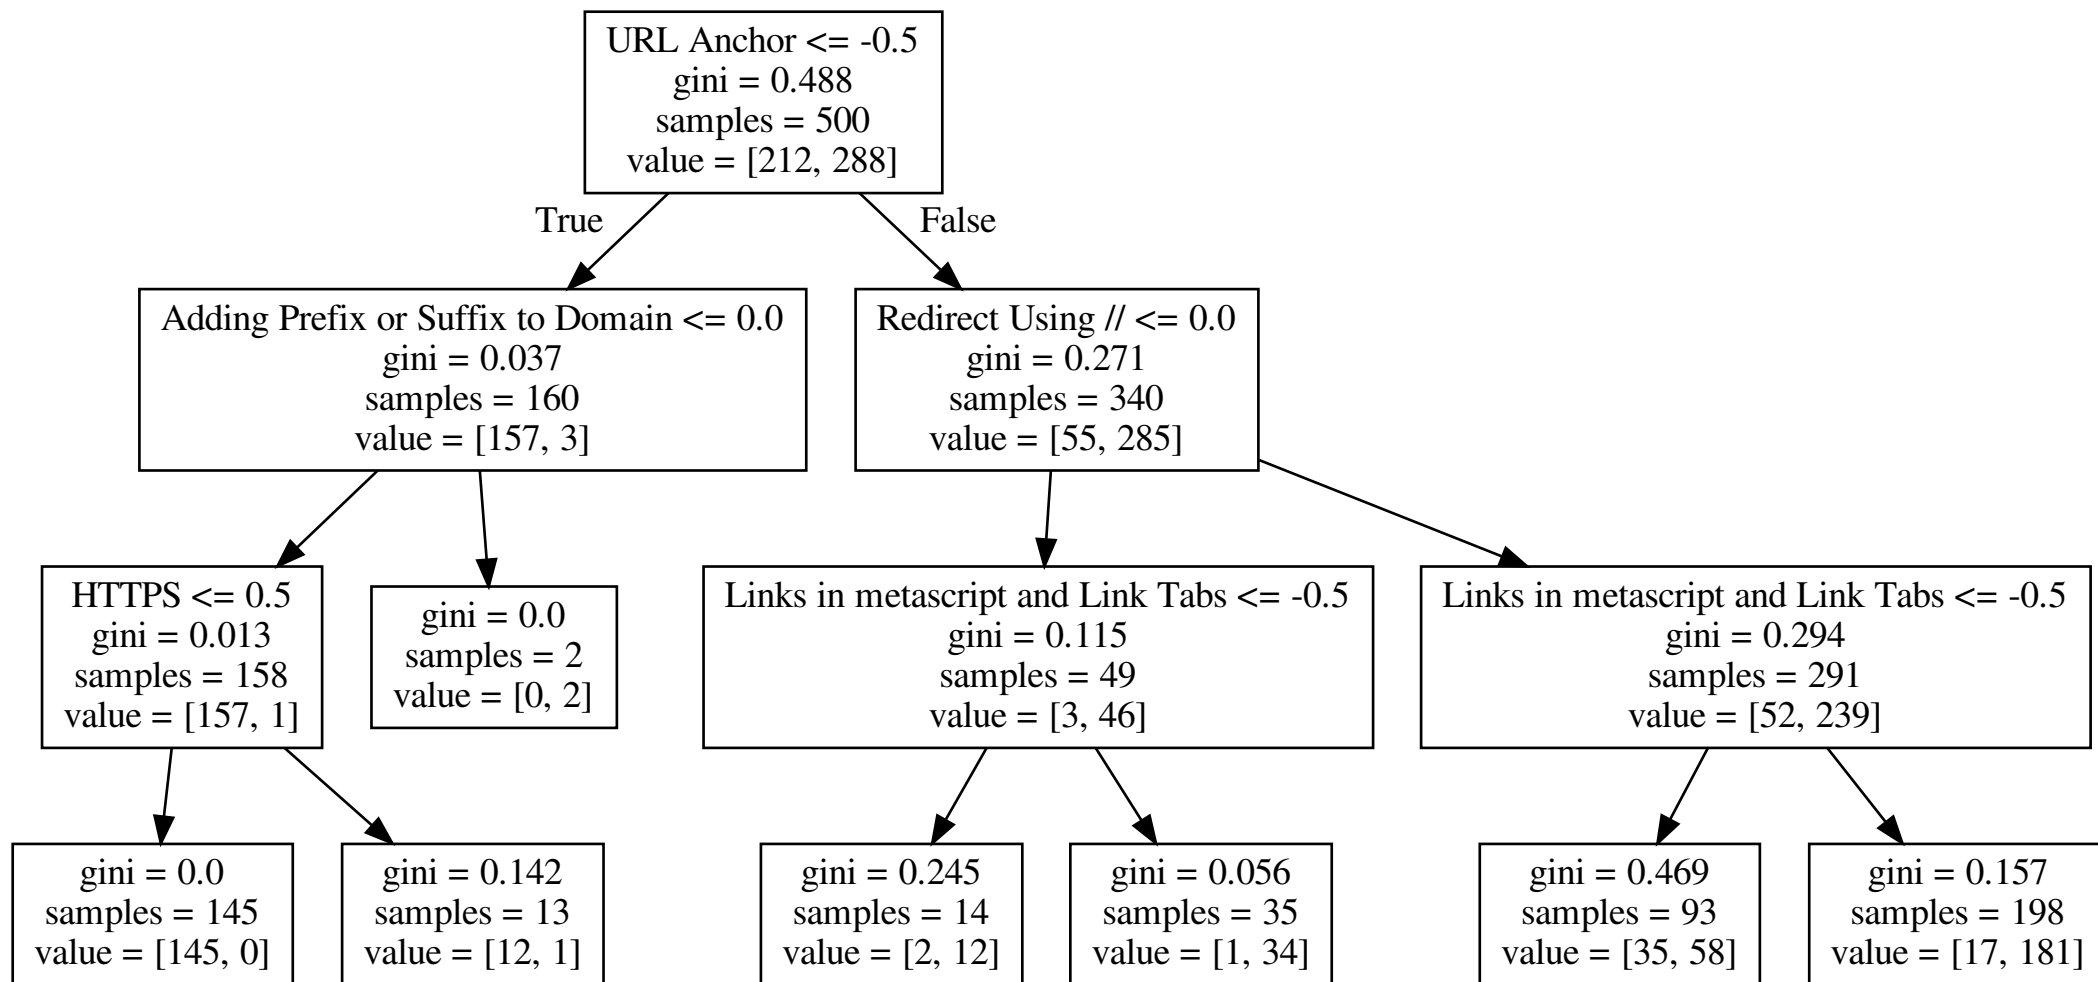 URL Anchor <= -0.5
gini = 0.488
samples = 500
value = [212, 288]
True
False
Adding Prefix or Suffix to Domain <= 0.0
gini = 0.037
samples = 160
value = [157, 3]
Redirect Using // <= 0.0
gini = 0.271
samples = 340
value = [55, 285]
HTTPS <= 0.5
gini = 0.013
samples = 158
value = [157, 1]
gini = 0.0
samples = 2
value = [0, 2]
Links in metascript and Link Tabs <= -0.5
gini = 0.115
samples = 49
value = [3, 46]
Links in metascript and Link Tabs <= -0.5
gini = 0.294
samples = 291
value = [52, 239]
gini = 0.0
samples = 145
value = [145, 0]
gini = 0.142
samples = 13
value = [12, 1]
gini = 0.245
samples = 14
value = [2, 12]
gini = 0.056
samples = 35
value = [1, 34]
gini = 0.469
samples = 93
value = [35, 58]
gini = 0.157
samples = 198
value = [17, 181]